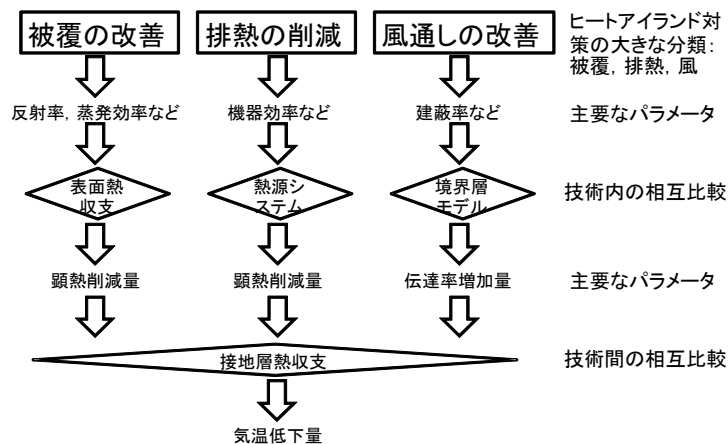 被覆の改善
排熱の削減
風通しの改善
ヒートアイランド対
策の大きな分類：
被覆，排熱，風
反射率，蒸発効率など
機器効率など
建蔽率など
主要なパラメータ
表面熱
収支
熱源シ
ステム
境界層
モデル
技術内の相互比較
顕熱削減量
顕熱削減量
伝達率増加量
主要なパラメータ
接地層熱収支
技術間の相互比較
気温低下量